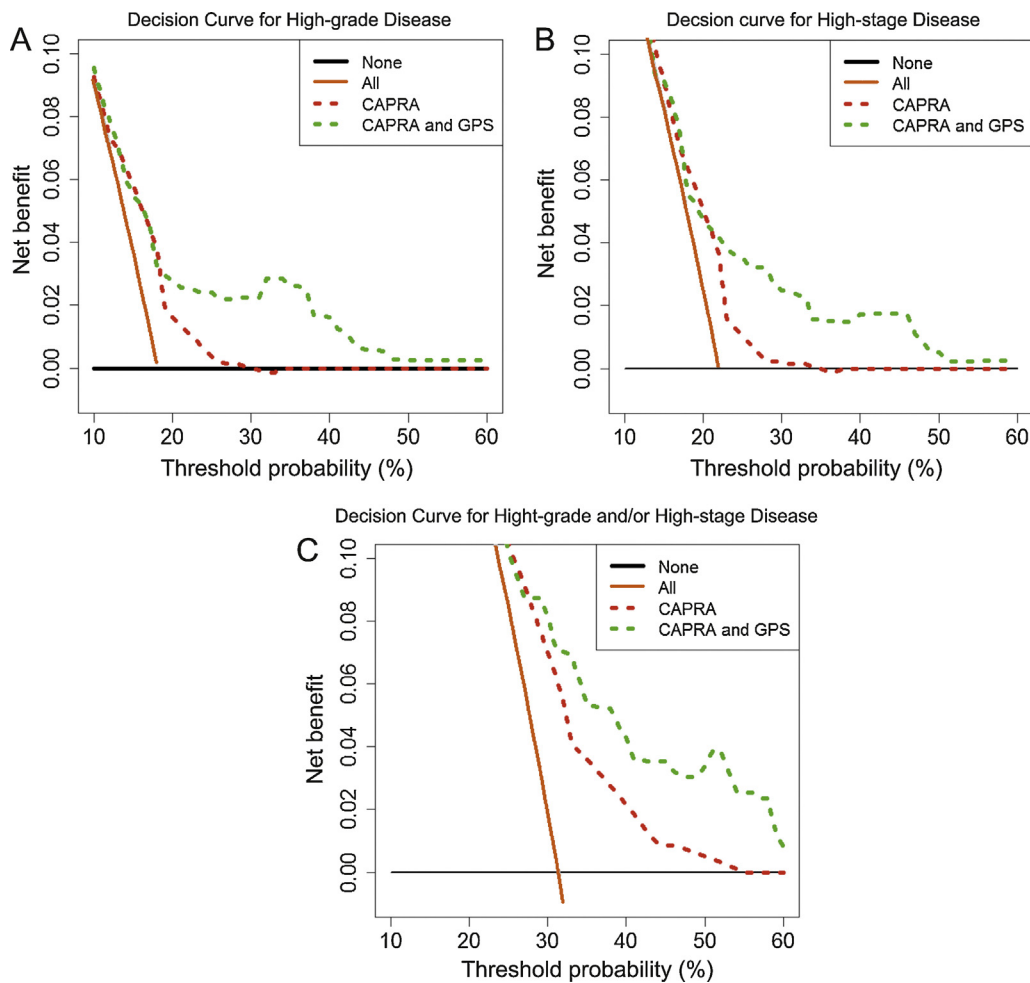 A
Decision Curve for High-grade Disease
None
All
CAPRA
CAPRA and GPS
Net benefit
0.10
0.08
0.06
0.04
0.02
0.00
10 20 30 40 50 60
Threshold probability (%)
B
Decsion curve for High-stage Disease
None
All
CAPRA
CAPRA and GPS
Net benefit
0.10
0.08
0.06
0.04
0.02
0.00
10 20 30 40 50 60
Threshold probability (%)
C
Decision Curve for Hight-grade and/or High-stage Disease
None
All
CAPRA
CAPRA and GPS
Net benefit
0.10
0.08
0.06
0.04
0.02
0.00
10 20 30 40 50 60
Threshold probability (%)